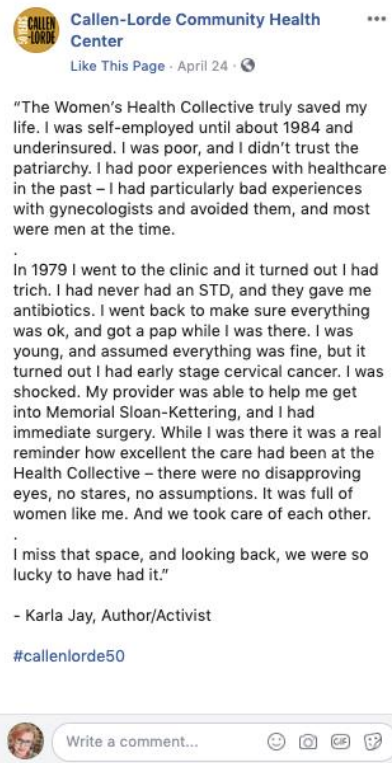 50 YEARS
CALLEN
-LORDE
Callen-Lorde Community Health
Center
Like This Page · April 24 ·
“The Women’s Health Collective truly saved my
life. I was self-employed until about 1984 and
underinsured. I was poor, and I didn’t trust the
patriarchy. I had poor experiences with healthcare
in the past – I had particularly bad experiences
with gynecologists and avoided them, and most
were men at the time.
.
In 1979 I went to the clinic and it turned out I had
trich. I had never had an STD, and they gave me
antibiotics. I went back to make sure everything
was ok, and got a pap while I was there. I was
young, and assumed everything was fine, but it
turned out I had early stage cervical cancer. I was
shocked. My provider was able to help me get
into Memorial Sloan-Kettering, and I had
immediate surgery. While I was there it was a real
reminder how excellent the care had been at the
Health Collective – there were no disapproving
eyes, no stares, no assumptions. It was full of
women like me. And we took care of each other.
.
I miss that space, and looking back, we were so
lucky to have had it.”
- Karla Jay, Author/Activist
#callenlorde50
Write a comment...
GIF